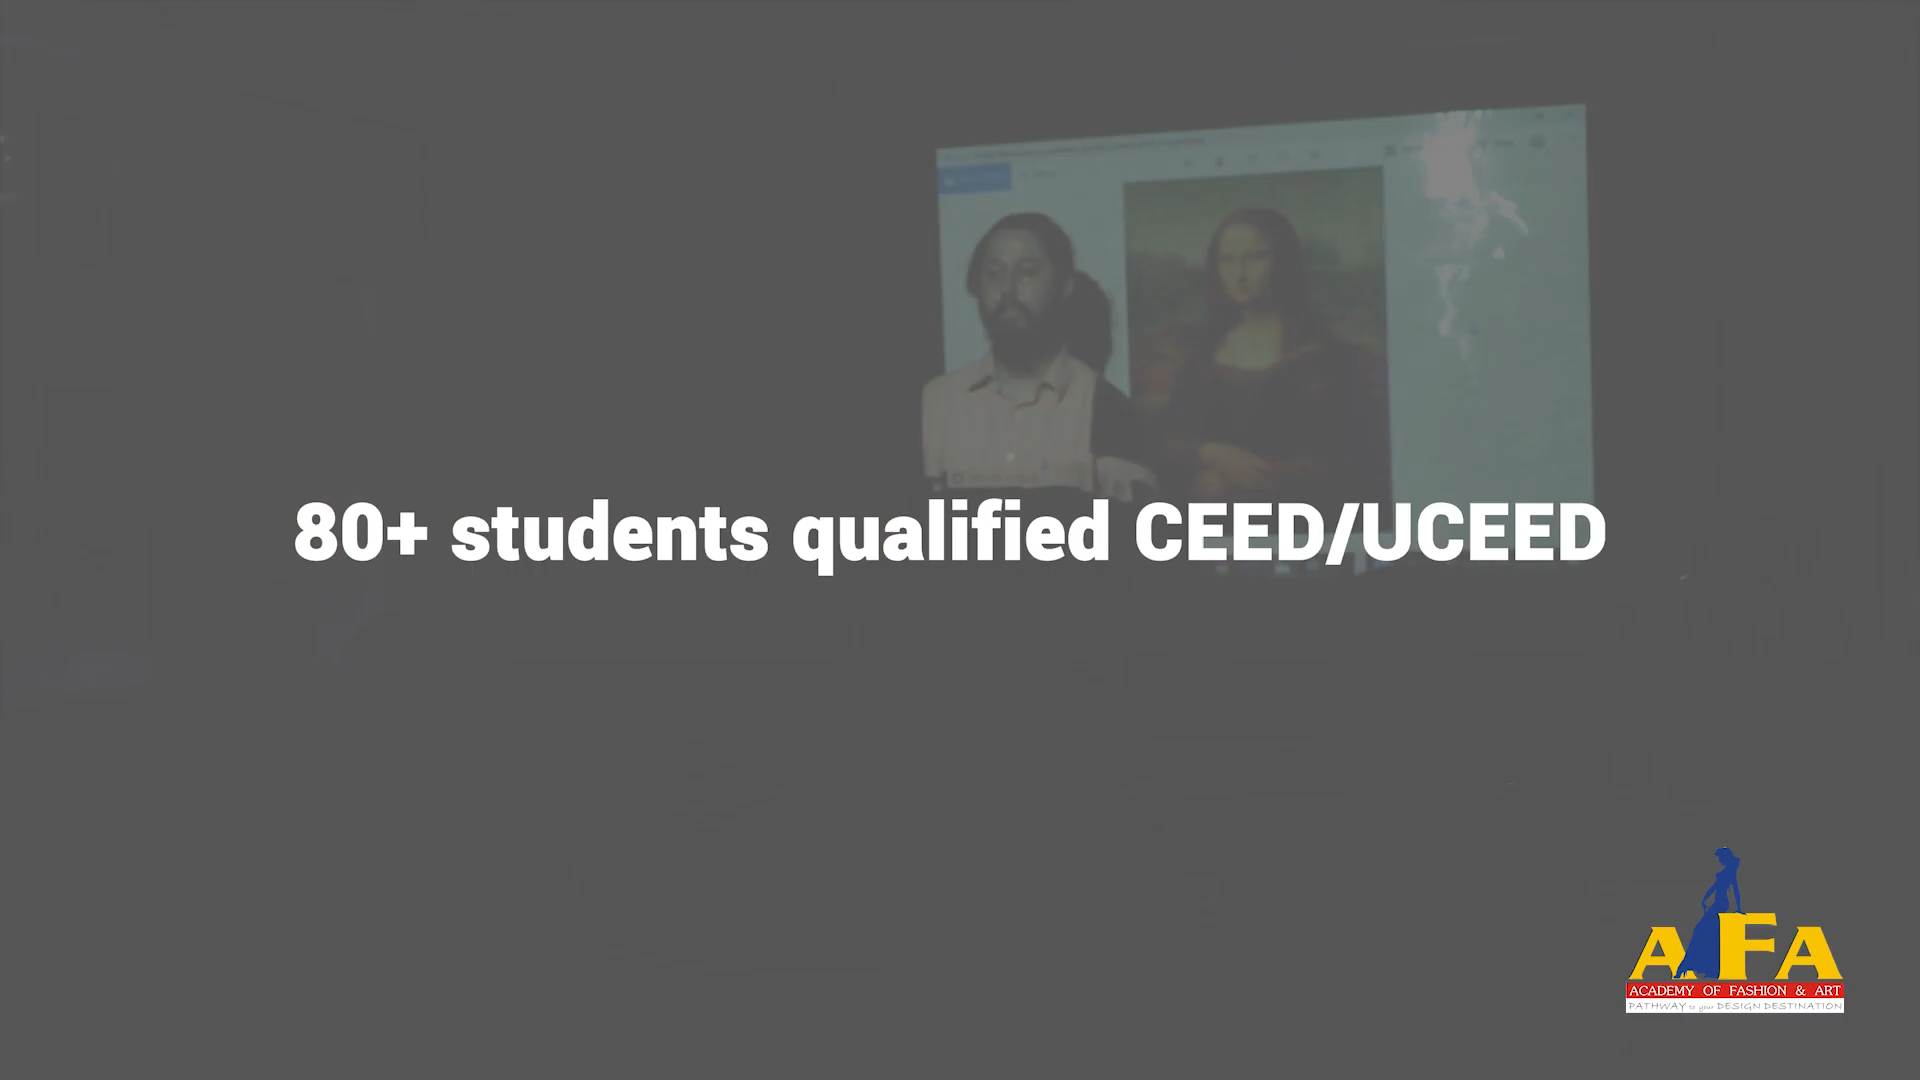 80+ students qualified CEED/UCEED
AFA
ACADEMY OF FASHION & ART
PATHWAY to your DESIGN DESTINATION